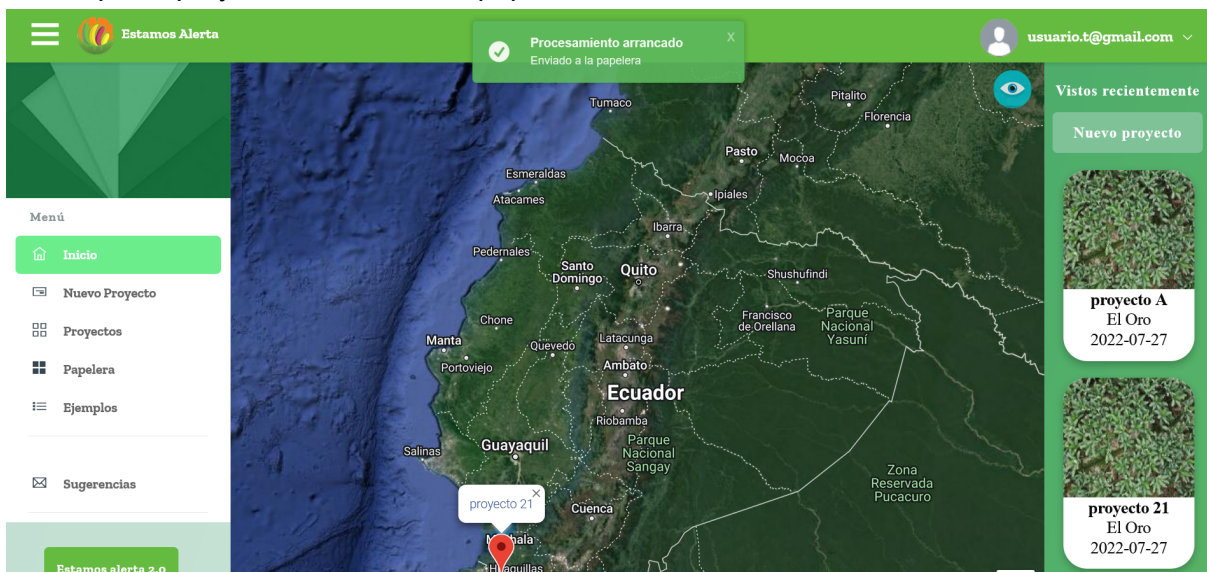 Estamos Alerta
Procesamiento arrancado
X
Enviado a la papelera
usuario.t@gmail.com
Menú
Inicio
Nuevo Proyecto
Proyectos
Papelera
Ejemplos
Sugerencias
Estamos alerta 2.0
Tumaco
Pitalito
Florencia
Pasto
Mocoa
Esmeraldas
Atacames
Ipiales
Ibarra
Pedernales
Santo
Domingo
Quito
Shushufindi
Chone
Francisco
de Orellana
Parque
Nacional
Yasuní
Manta
Quevedo
Latacunga
Portoviejo
Ambato
Ecuador
Riobamba
Guayaquil
Salinas
Parque
Nacional
Sangay
Zona
Reservada
Pucacuro
proyecto 21
Cuenca
Vistos recientemente
Nuevo proyecto
proyecto A
El Oro
2022-07-27
proyecto 21
El Oro
2022-07-27